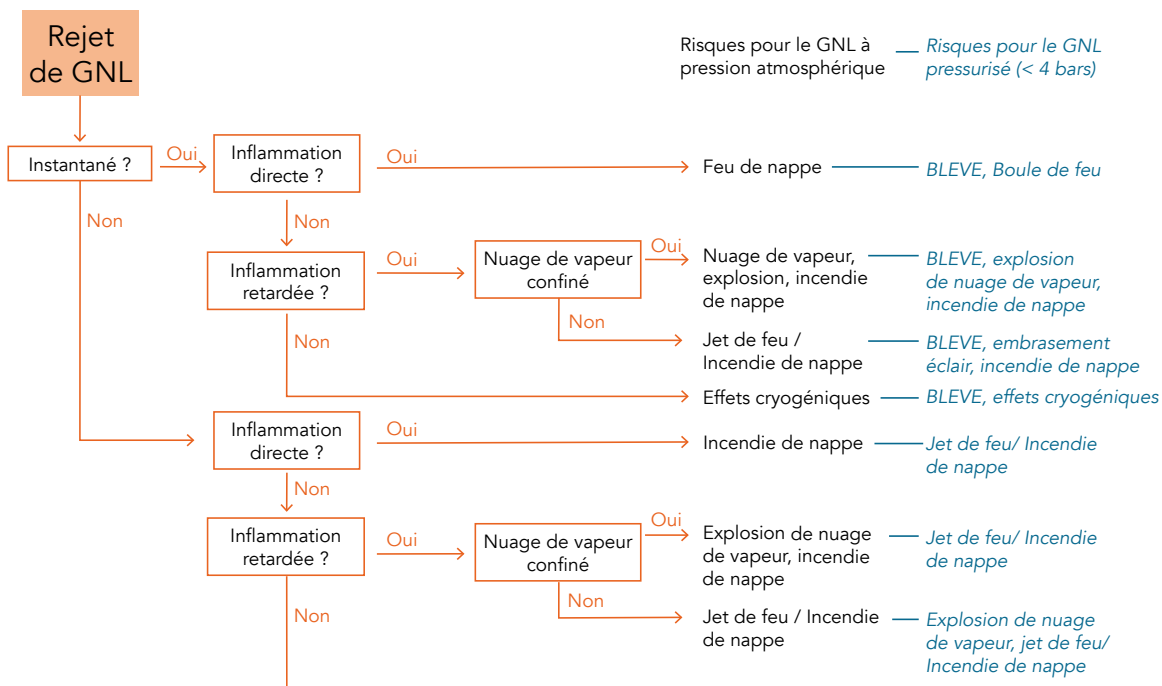 Rejet
de GNL
Risques pour le GNL à
pression atmosphérique
Risques pour le GNL
pressurisé (< 4 bars)
Instantané ?
Oui
Inflammation
directe ?
Oui
Feu de nappe
BLEVE, Boule de feu
Non
Non
Inflammation
retardée ?
Oui
Nuage de vapeur
confiné
Oui
Nuage de vapeur,
explosion, incendie
de nappe
BLEVE, explosion
de nuage de vapeur,
incendie de nappe
Non
Non
Jet de feu /
Incendie de nappe
BLEVE, embrasement
éclair, incendie de nappe
Effets cryogéniques
BLEVE, effets cryogéniques
Inflammation
directe ?
Oui
Incendie de nappe
Jet de feu/ Incendie
de nappe
Non
Inflammation
retardée ?
Oui
Nuage de vapeur
confiné
Oui
Explosion de nuage
de vapeur, incendie
de nappe
Jet de feu/ Incendie
de nappe
Non
Non
Jet de feu / Incendie
de nappe
Explosion de nuage
de vapeur, jet de feu/
Incendie de nappe